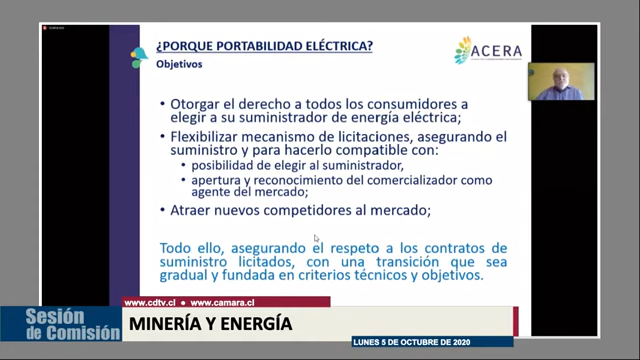 ¿PORQUE PORTABILIDAD ELÉCTRICA?
Objetivos
ACERA
• Otorgar el derecho a todos los consumidores a
elegir a su suministrador de energía eléctrica;
• Flexibilizar mecanismo de licitaciones, asegurando el
suministro y para hacerlo compatible con:
• posibilidad de elegir al suministrador,
• apertura y reconocimiento del comercializador como
agente del mercado;
• Atraer nuevos competidores al mercado;
Todo ello, asegurando el respeto a los contratos de
suministro licitados, con una transición que sea
gradual y fundada en criterios técnicos y objetivos.
www.cdtv.cl • www.camara.cl
Sesión
de Comisión
MINERÍA Y ENERGÍA
LUNES 5 DE OCTUBRE DE 2020